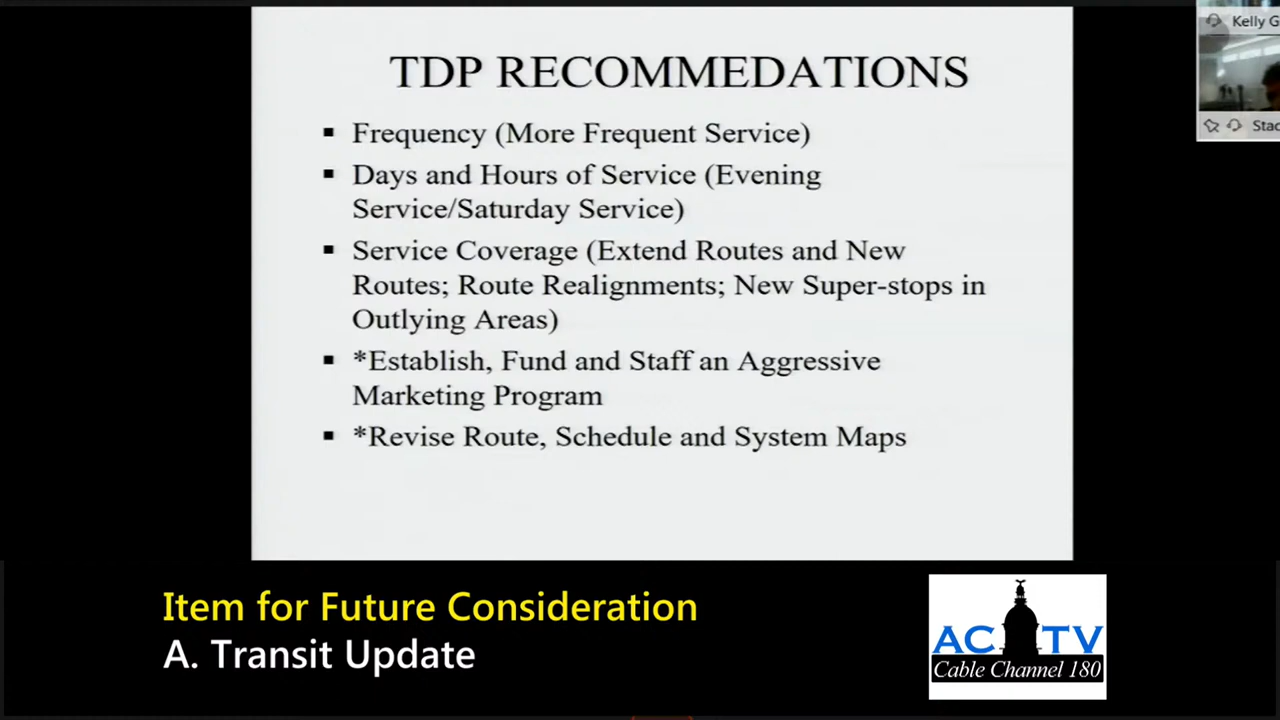 TDP RECOMMEDATIONS
▪ Frequency (More Frequent Service)
▪ Days and Hours of Service (Evening
Service/Saturday Service)
▪ Service Coverage (Extend Routes and New
Routes; Route Realignments; New Super-stops in
Outlying Areas)
▪ *Establish, Fund and Staff an Aggressive
Marketing Program
▪ *Revise Route, Schedule and System Maps
Kelly G
Stac
Item for Future Consideration
A. Transit Update
AC TV
Cable Channel 180